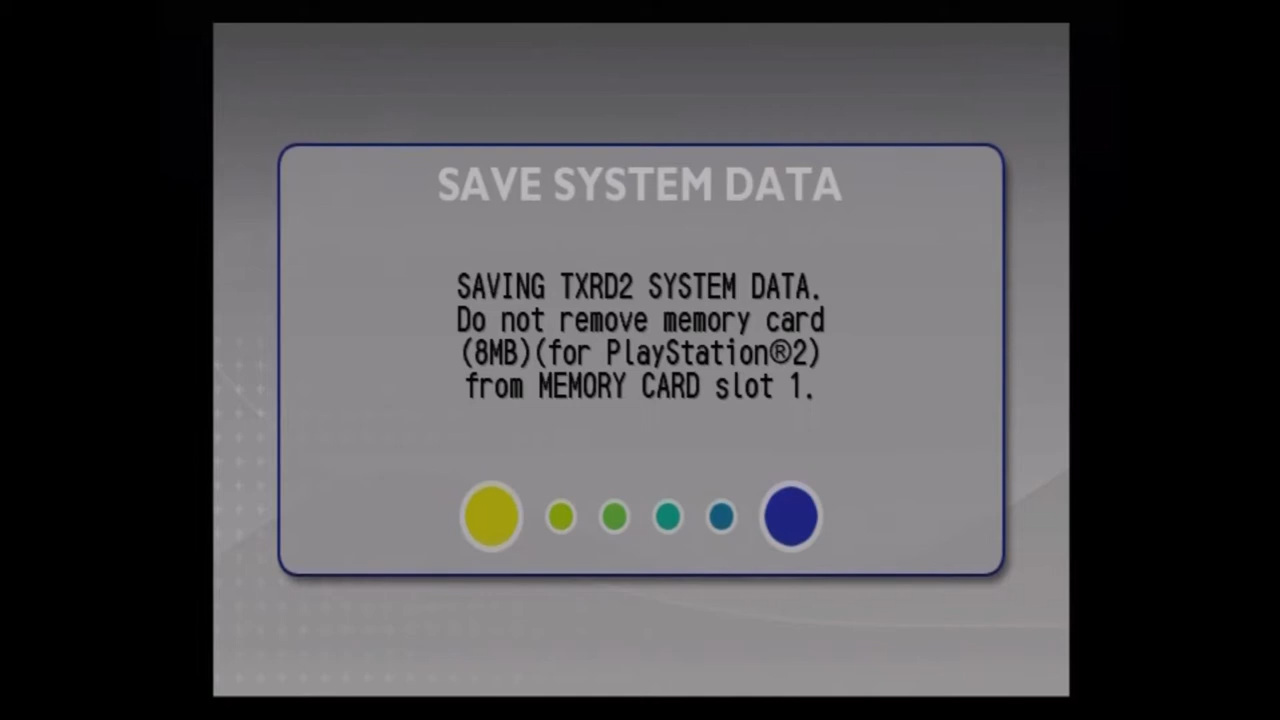 SAVE SYSTEM DATA
SAVING TXRD2 SYSTEM DATA.
Do not remove memory card
(8MB)(for PlayStation®2)
from MEMORY CARD slot 1.